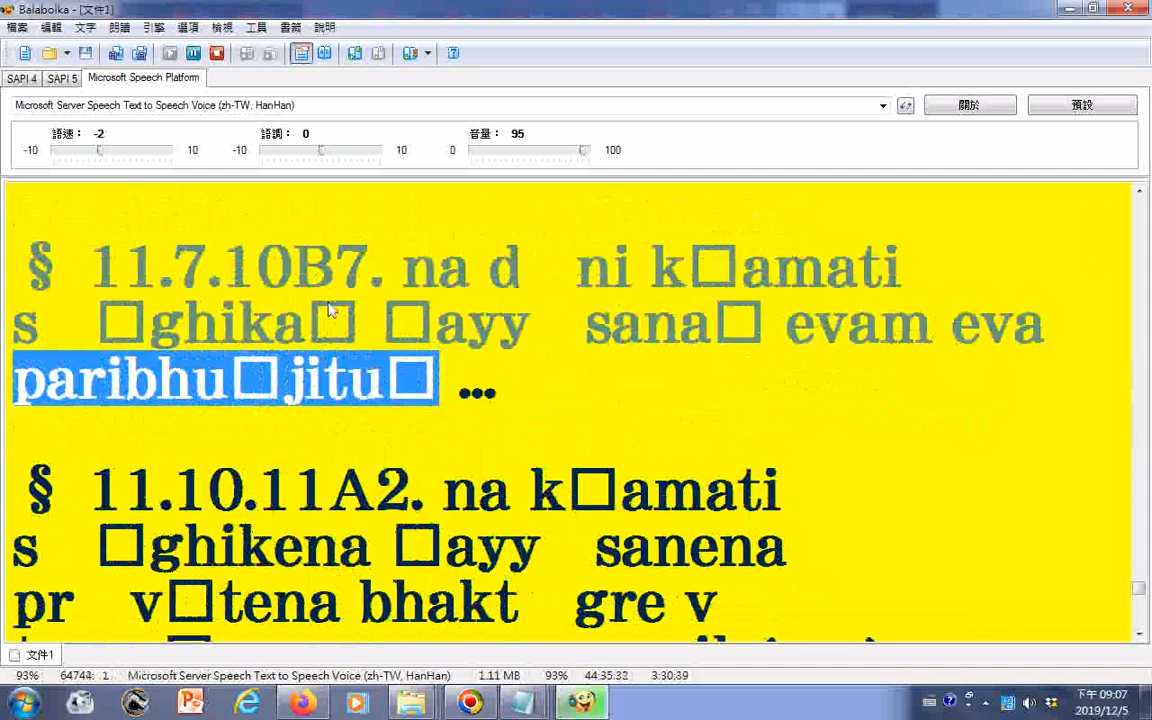 Balabolka - [文件1]
檔案 編輯 文字 朗讀 引擎 選項 檢視 工具 書籤 說明
SAPI 4 SAPI 5 Microsoft Speech Platform
Microsoft Server Speech Text to Speech Voice (zh-TW, HanHan) 關於 預設
語速： -2 語調： 0 音量： 95
-10 10 -10 10 0 100
§ 11.7.10B7. na d ni k□amati
s □ghika□ □ayy sana□ evam eva
paribhu□jitu□ ...
§ 11.10.11A2. na k□amati
s □ghikena □ayy sanena
pr v□tena bhakt gre v
文件1
93% 64744: 1 Microsoft Server Speech Text to Speech Voice (zh-TW, HanHan) 1.11 MB 93% 44:35:32 3:30:39
下午 09:07
2019/12/5